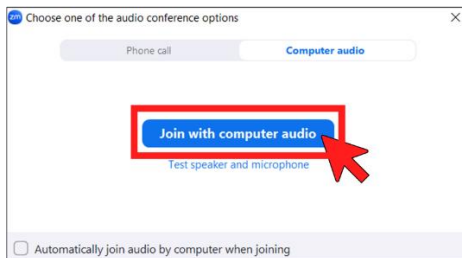 zm Choose one of the audio conference options
Phone call Computer audio
Join with computer audio
Test speaker and microphone
Automatically join audio by computer when joining